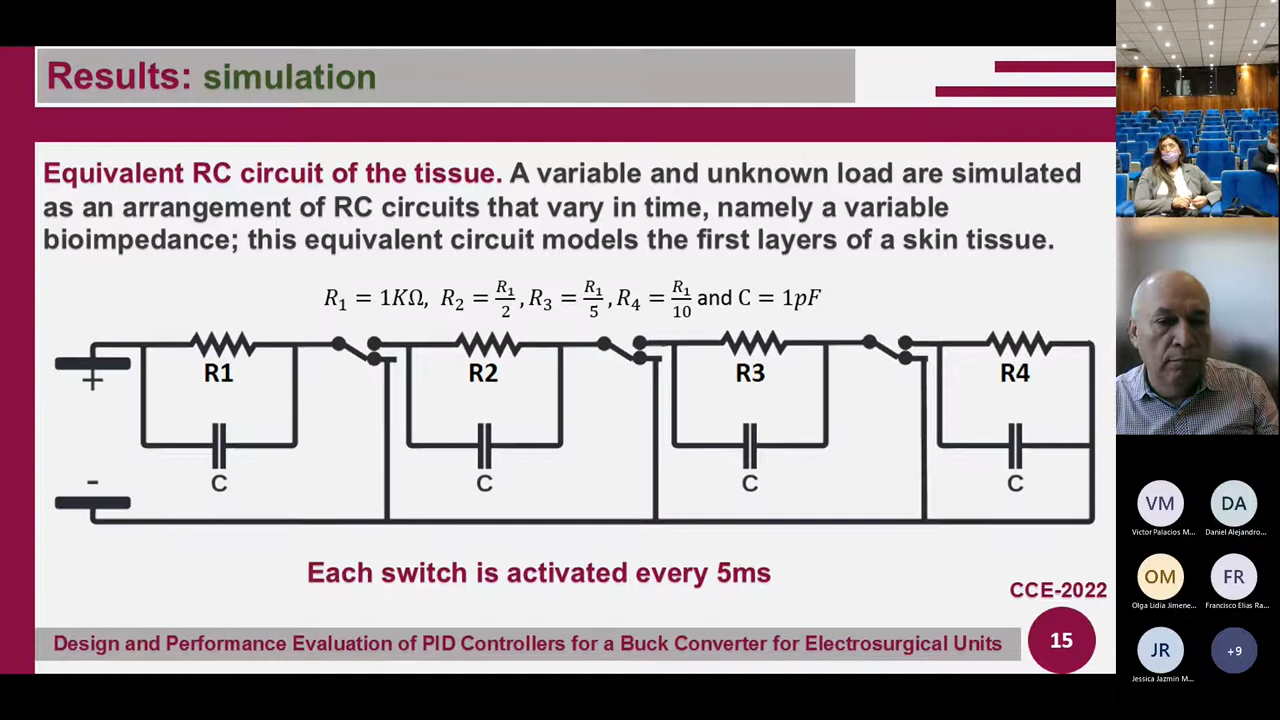 Results: simulation
Equivalent RC circuit of the tissue. A variable and unknown load are simulated
as an arrangement of RC circuits that vary in time, namely a variable
bioimpedance; this equivalent circuit models the first layers of a skin tissue.
R₁ = 1KΩ, R₂ = R₁/2, R₃ = R₁/5, R₄ = R₁/10 and C = 1pF
+
-
R1
R2
R3
R4
C
C
C
C
Each switch is activated every 5ms
CCE-2022
Design and Performance Evaluation of PID Controllers for a Buck Converter for Electrosurgical Units
15
VM
DA
Victor Palacios M...
Daniel Alejandro...
OM
FR
Olga Lidia Jimene...
Francisco Elias Ra...
JR
+9
Jessica Jazmin M...